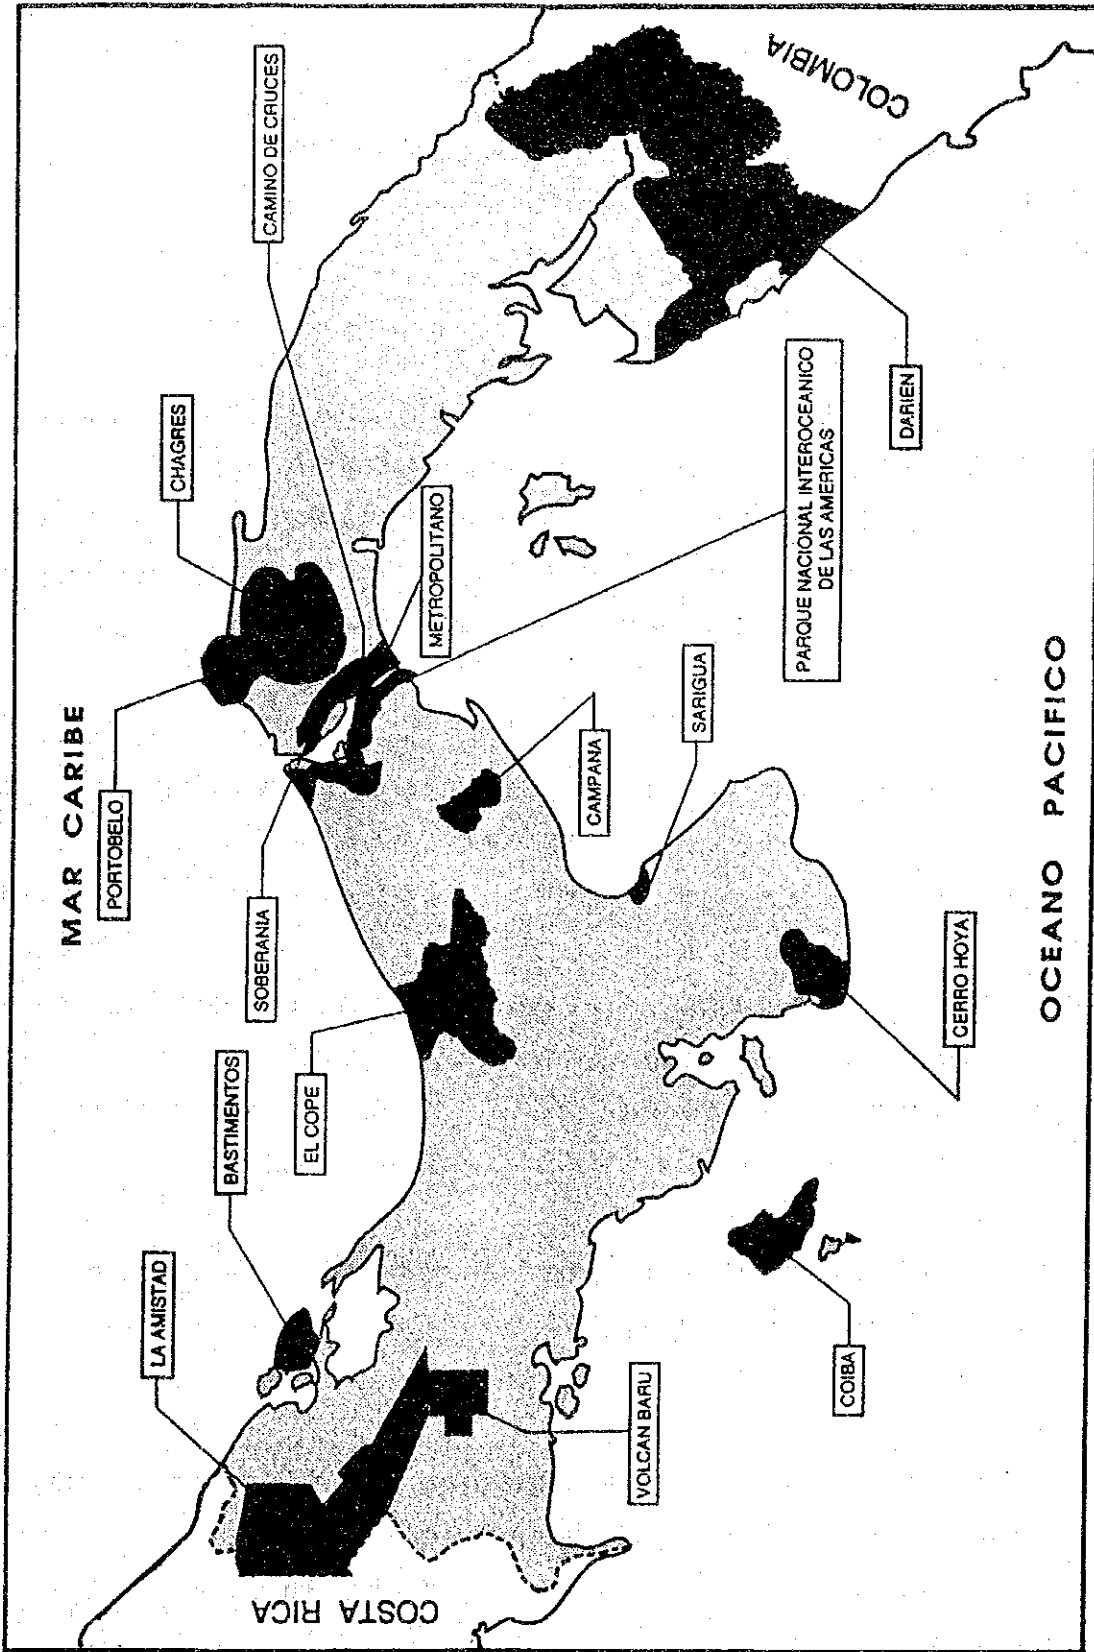 MAR CARIBE
PORTOBELO
CHAGRES
CAMINO DE CRUCES
SOBERANIA
BASTIMENTOS
LA AMISTAD
EL COPE
METROPOLITANO
COSTA RICA
COLOMBIA
CAMPANA
SARIGUA
PARQUE NACIONAL INTEROCEANICO
DE LAS AMERICAS
DARIEN
VOLCAN BARU
COIBA
CERRO HOYA
OCEANO PACIFICO